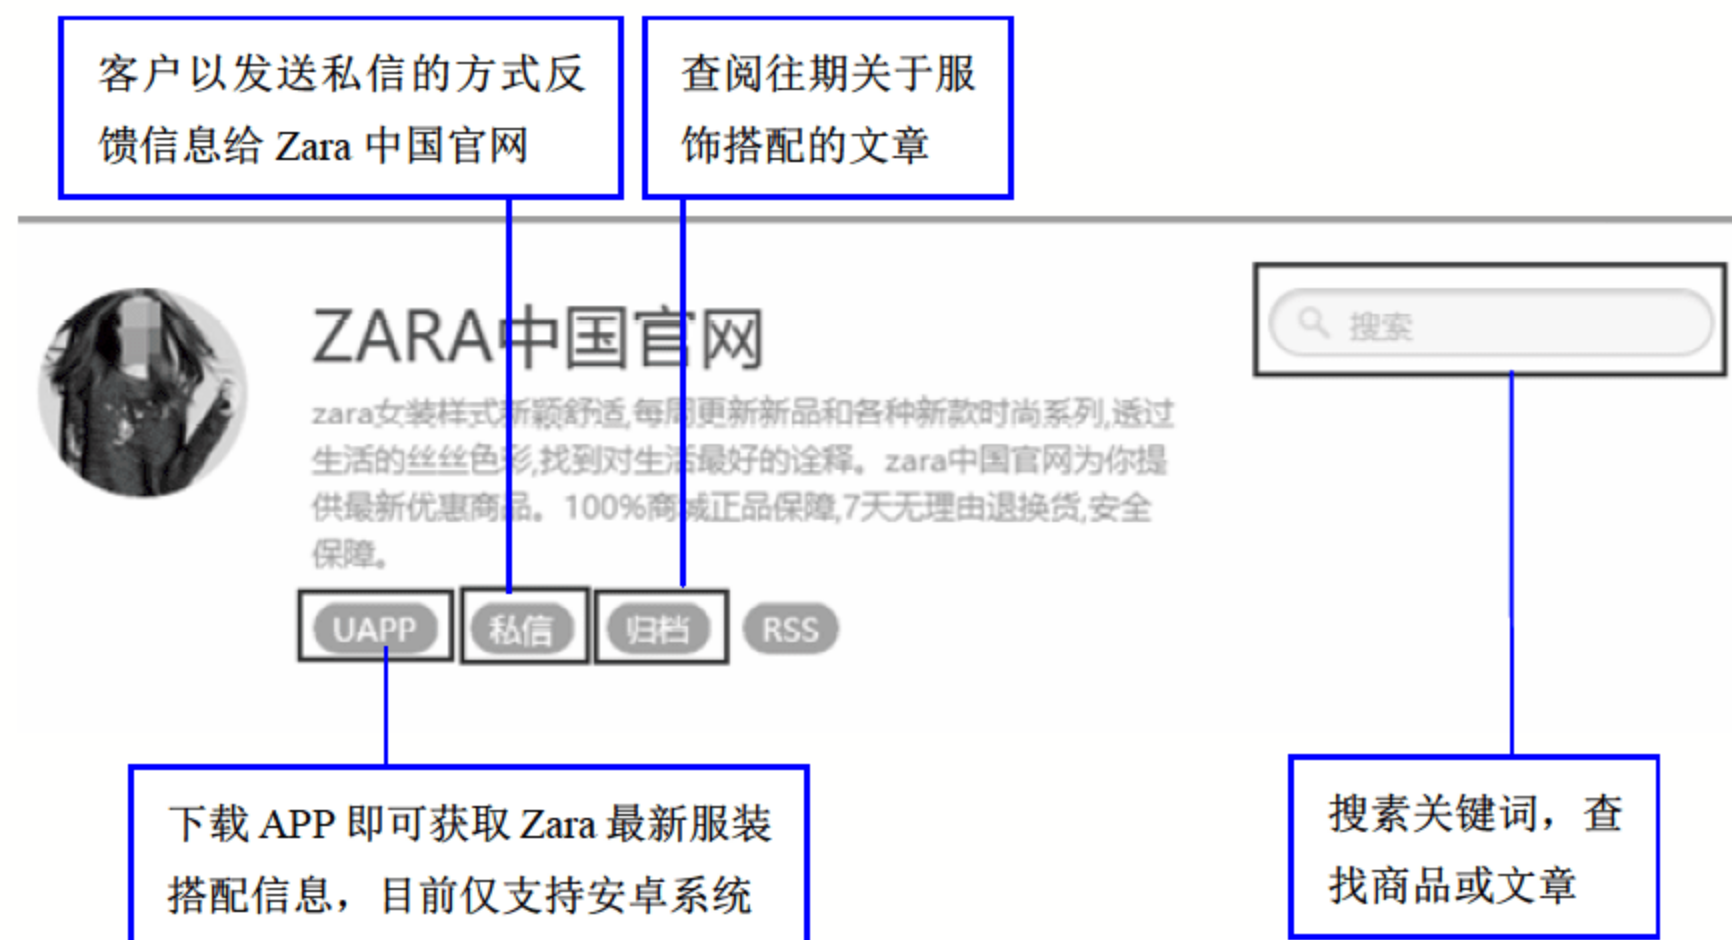 客户以发送私信的方式反
馈信息给 Zara 中国官网
查阅往期关于服
饰搭配的文章
ZARA中国官网
搜索
zara女装样式新颖舒适,每周更新新品和各种新款时尚系列,透过
生活的丝丝色彩,找到对生活最好的诠释。zara中国官网为你提
供最新优惠商品。100%商城正品保障,7天无理由退换货,安全
保障。
UAPP 私信 归档 RSS
下载 APP 即可获取 Zara 最新服装
搭配信息，目前仅支持安卓系统
搜素关键词，查
找商品或文章